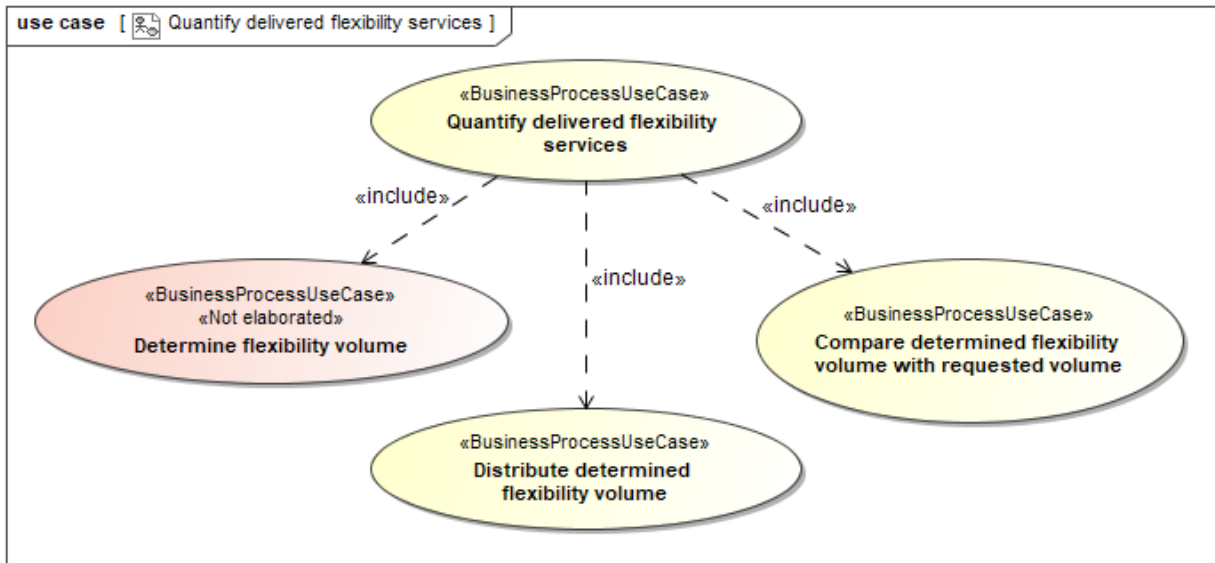 use case [ Quantify delivered flexibility services ]
«BusinessProcessUseCase»
Quantify delivered flexibility
services
«include»
«include»
«include»
«BusinessProcessUseCase»
«Not elaborated»
Determine flexibility volume
«BusinessProcessUseCase»
Compare determined flexibility
volume with requested volume
«BusinessProcessUseCase»
Distribute determined
flexibility volume